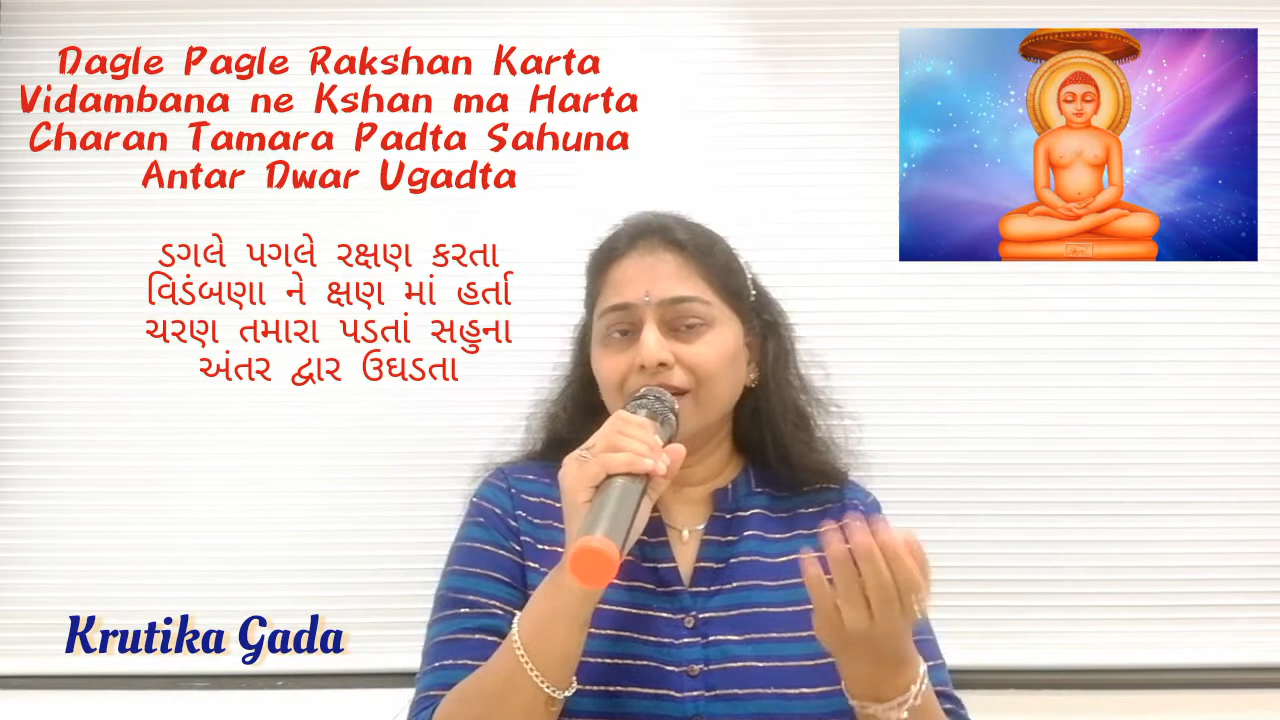 Dagle Pagle Rakshan Karta
Vidambana ne Kshan ma Harta
Charan Tamara Padta Sahuna
Antar Dwar Ugadta
ડગલે પગલે રક્ષણ કરતા
વિડંબણા ને ક્ષણ માં હર્તા
ચરણ તમારા પડતાં સહુના
અંતર દ્વાર ઉઘડતા
Krutika Gada